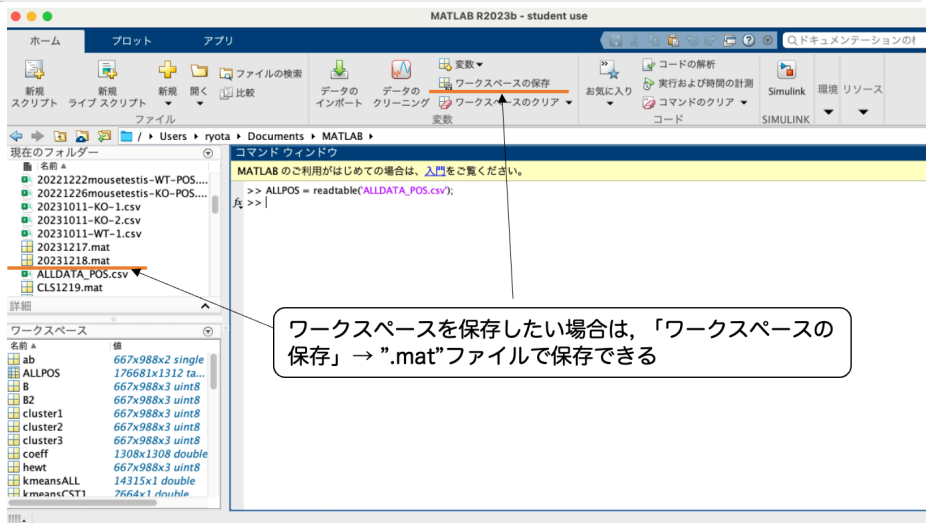 MATLAB R2023b - student use
ホーム
プロット
アプリ
新規
スクリプト
新規
ライブ スクリプト
新規
開く
ファイルの検索
比較
ファイル
データの
インポート
データの
クリーニング
変数
ワークスペースの保存
ワークスペースのクリア
変数
お気に入り
コードの解析
実行および時間の計測
コマンドのクリア
コード
Simulink
SIMULINK
環境
リソース
/ Users ryota Documents MATLAB
現在のフォルダー
名前
20221222mousetestis-WT-POS....
20221226mousetestis-KO-POS....
20231011-KO-1.csv
20231011-KO-2.csv
20231011-WT-1.csv
20231217.mat
20231218.mat
ALLDATA_POS.csv
CLS1219.mat
詳細
コマンド ウィンドウ
MATLAB のご利用がはじめての場合は、入門をご覧ください。
>> ALLPOS = readtable('ALLDATA_POS.csv');
fx >>
ワークスペースを保存したい場合は，「ワークスペースの
保存」→ ”.mat”ファイルで保存できる
ワークスペース
名前 値
ab 667x988x2 single
ALLPOS 176681x1312 ta...
B 667x988x3 uint8
B2 667x988x3 uint8
cluster1 667x988x3 uint8
cluster2 667x988x3 uint8
cluster3 667x988x3 uint8
coeff 1308x1308 double
hewt 667x988x3 uint8
kmeansALL 14315x1 double
kmeansCST1 7664x1 double